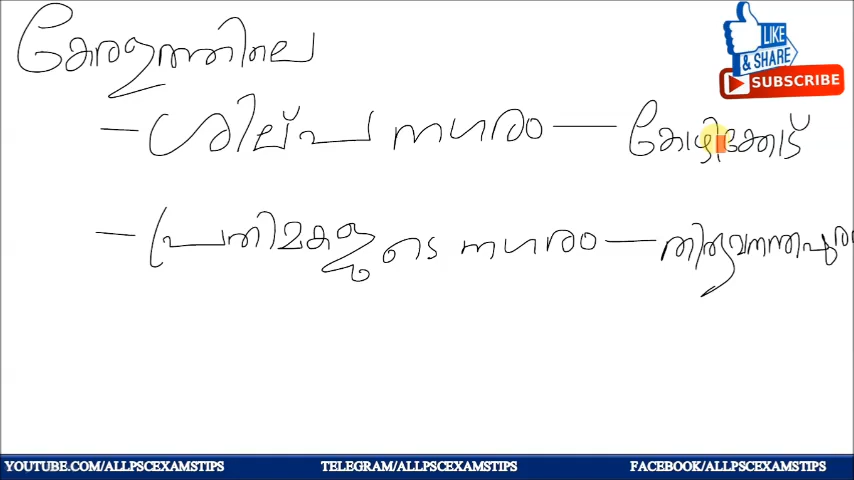 കേരളത്തിലെ
LIKE
& SHARE
SUBSCRIBE
— ശില്പ നഗരം — കോഴിക്കോട്
— പ്രതിമകളുടെ നഗരം — തിരുവനന്തപുര
YOUTUBE.COM/ALLPSCEXAMSTIPS TELEGRAM/ALLPSCEXAMSTIPS FACEBOOK/ALLPSCEXAMSTIPS